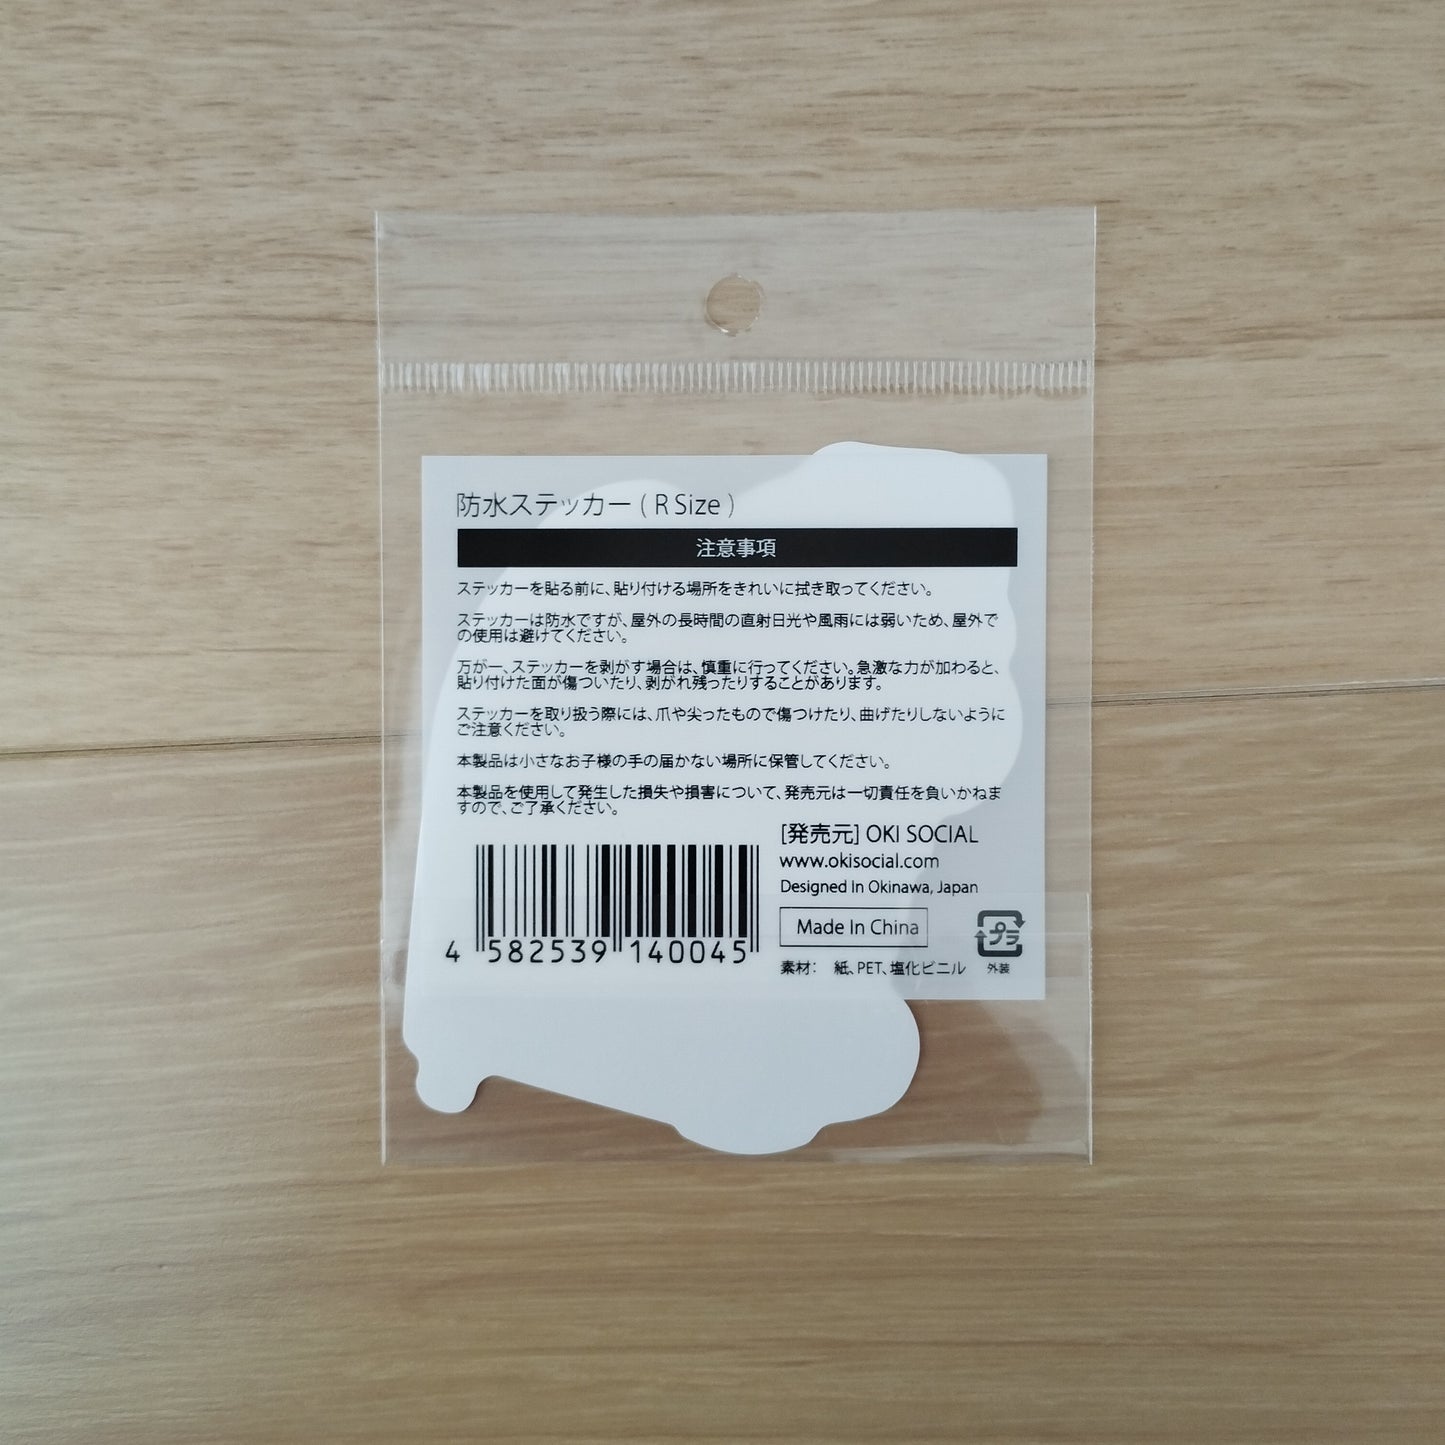 防水ステッカー ( R Size )
注意事項
ステッカーを貼る前に、貼り付ける場所をきれいに拭き取ってください。
ステッカーは防水ですが、屋外の長時間の直射日光や風雨には弱いため、屋外で
の使用は避けてください。
万が一、ステッカーを剥がす場合は、慎重に行ってください。急激な力が加わると、
貼り付けた面が傷ついたり、剥がれ残ったりすることがあります。
ステッカーを取り扱う際には、爪や尖ったもので傷つけたり、曲げたりしないように
ご注意ください。
本製品は小さなお子様の手の届かない場所に保管してください。
本製品を使用して発生した損失や損害について、発売元は一切責任を負いかねま
すので、ご了承ください。
[発売元] OKI SOCIAL
www.okisocial.com
Designed In Okinawa, Japan
Made In China
素材： 紙、PET、塩化ビニル
プラ
外装
4 582539 140045